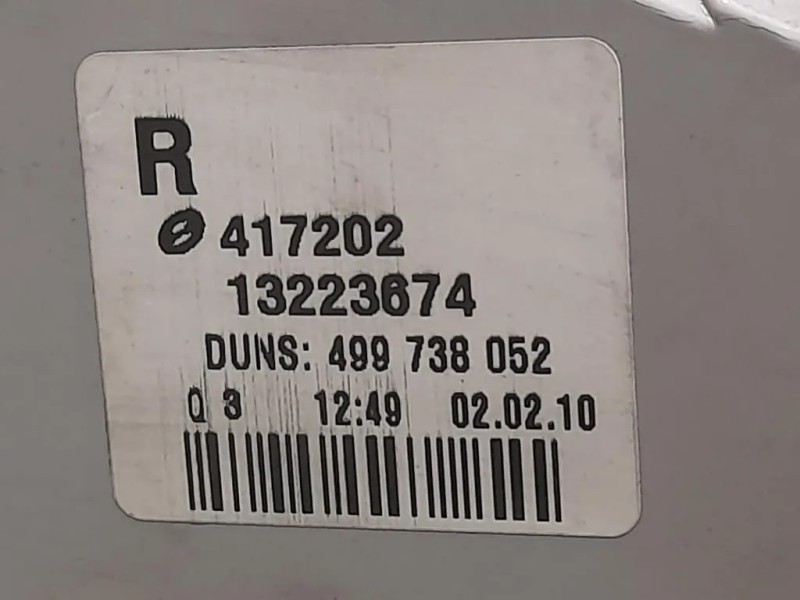 R
417202
13223674
DUNS: 499 738 052
Q 3 12:49 02.02.10